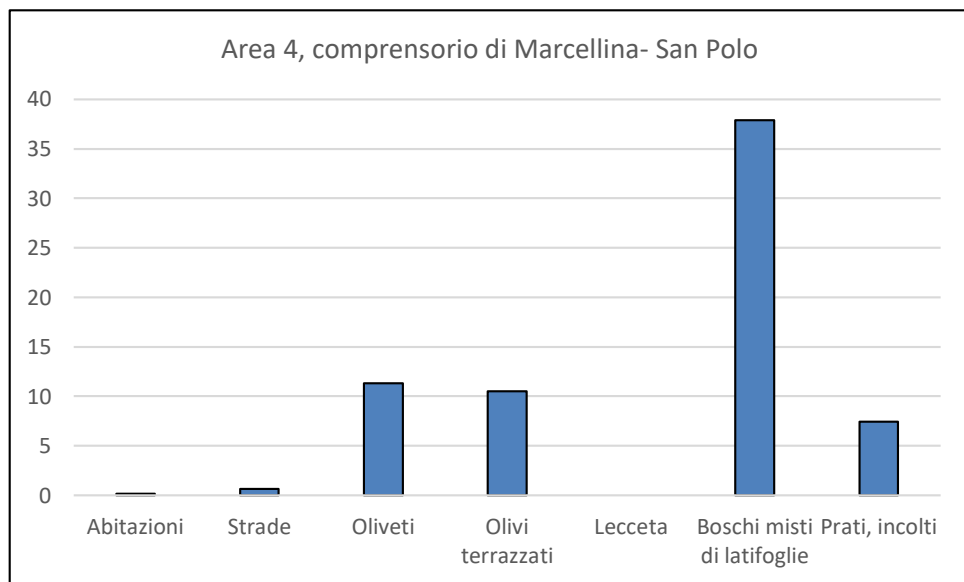 Area 4, comprensorio di Marcellina- San Polo
40
35
30
25
20
15
10
5
0
Abitazioni
Strade
Oliveti
Olivi
terrazzati
Lecceta
Boschi misti
di latifoglie
Prati, incolti